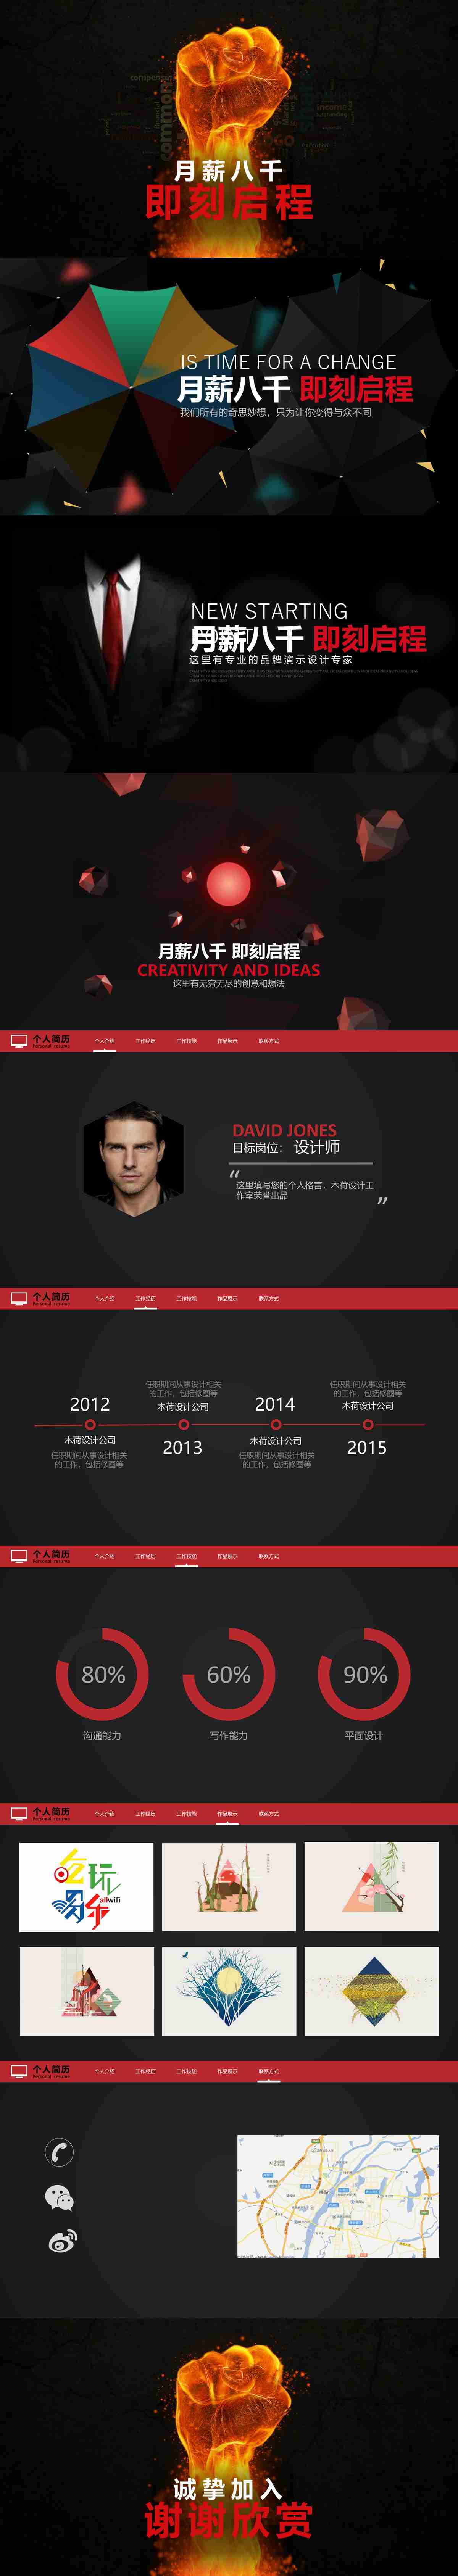 compensat
common
income
outstanding
consumer
月薪八千
即刻启程
IS TIME FOR A CHANGE
月薪八千 即刻启程
我们所有的奇思妙想，只为让你变得与众不同
NEW STARTING
月薪八千 即刻启程
这里有专业的品牌演示设计专家
月薪八千 即刻启程
CREATIVITY AND IDEAS
这里有无穷无尽的创意和想法
个人简历
Personal resume
个人介绍 工作经历 工作技能 作品展示 联系方式
DAVID JONES
目标岗位： 设计师
“ 这里填写您的个人格言，木荷设计工
作室荣誉出品 ”
个人简历
Personal resume
个人介绍 工作经历 工作技能 作品展示 联系方式
2012
木荷设计公司
任职期间从事设计相关
的工作，包括修图等
任职期间从事设计相关
的工作，包括修图等
木荷设计公司
2013
2014
木荷设计公司
任职期间从事设计相关
的工作，包括修图等
任职期间从事设计相关
的工作，包括修图等
木荷设计公司
2015
个人简历
Personal resume
个人介绍 工作经历 工作技能 作品展示 联系方式
80% 60% 90%
沟通能力 写作能力 平面设计
个人简历
Personal resume
个人介绍 工作经历 工作技能 作品展示 联系方式
allwifi
个人简历
Personal resume
个人介绍 工作经历 工作技能 作品展示 联系方式
诚挚加入
谢谢欣赏